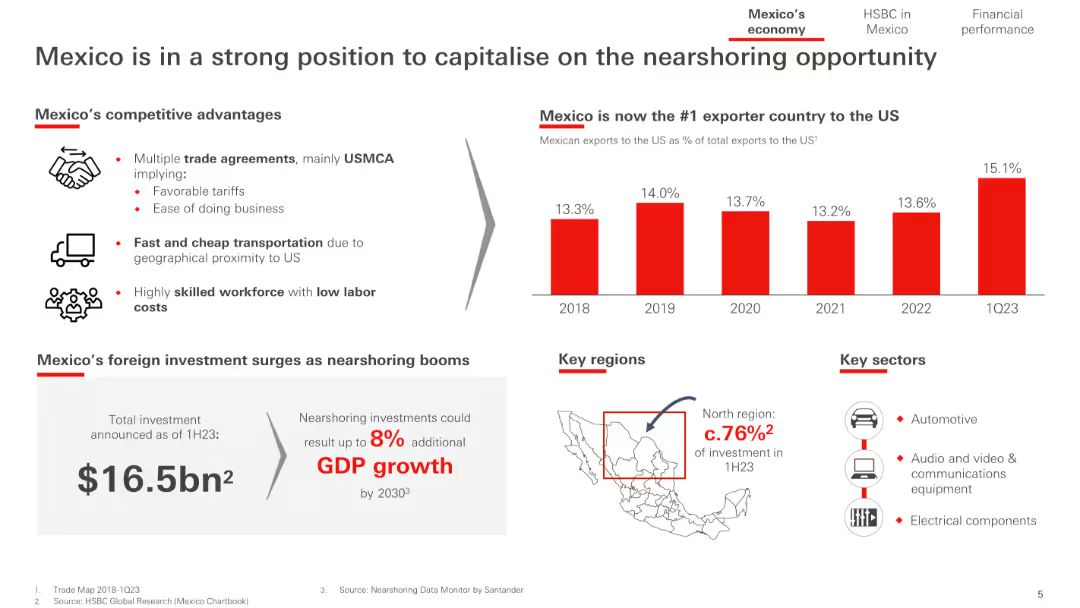 Mexico's
economy
HSBC in
Mexico
Financial
performance
Mexico is in a strong position to capitalise on the nearshoring opportunity
Mexico's competitive advantages
Multiple trade agreements, mainly USMCA
implying:
Favorable tariffs
Ease of doing business
Fast and cheap transportation due to
geographical proximity to US
Highly skilled workforce with low labor
costs
Mexico is now the #1 exporter country to the US
Mexican exports to the US as % of total exports to the US¹
13.3%
14.0%
13.7%
13.2%
13.6%
15.1%
2018
2019
2020
2021
2022
1Q23
Mexico's foreign investment surges as nearshoring booms
Total investment
announced as of 1H23:
$16.5bn²
Nearshoring investments could
result up to 8% additional
GDP growth
by 2030³
Key regions
North region:
c.76%²
of investment in
1H23
Key sectors
Automotive
Audio and video &
communications
equipment
Electrical components
1. Trade Map 2018-1Q23
2. Source: HSBC Global Research (Mexico Chartbook)
3. Source: Nearshoring Data Monitor by Santander
5